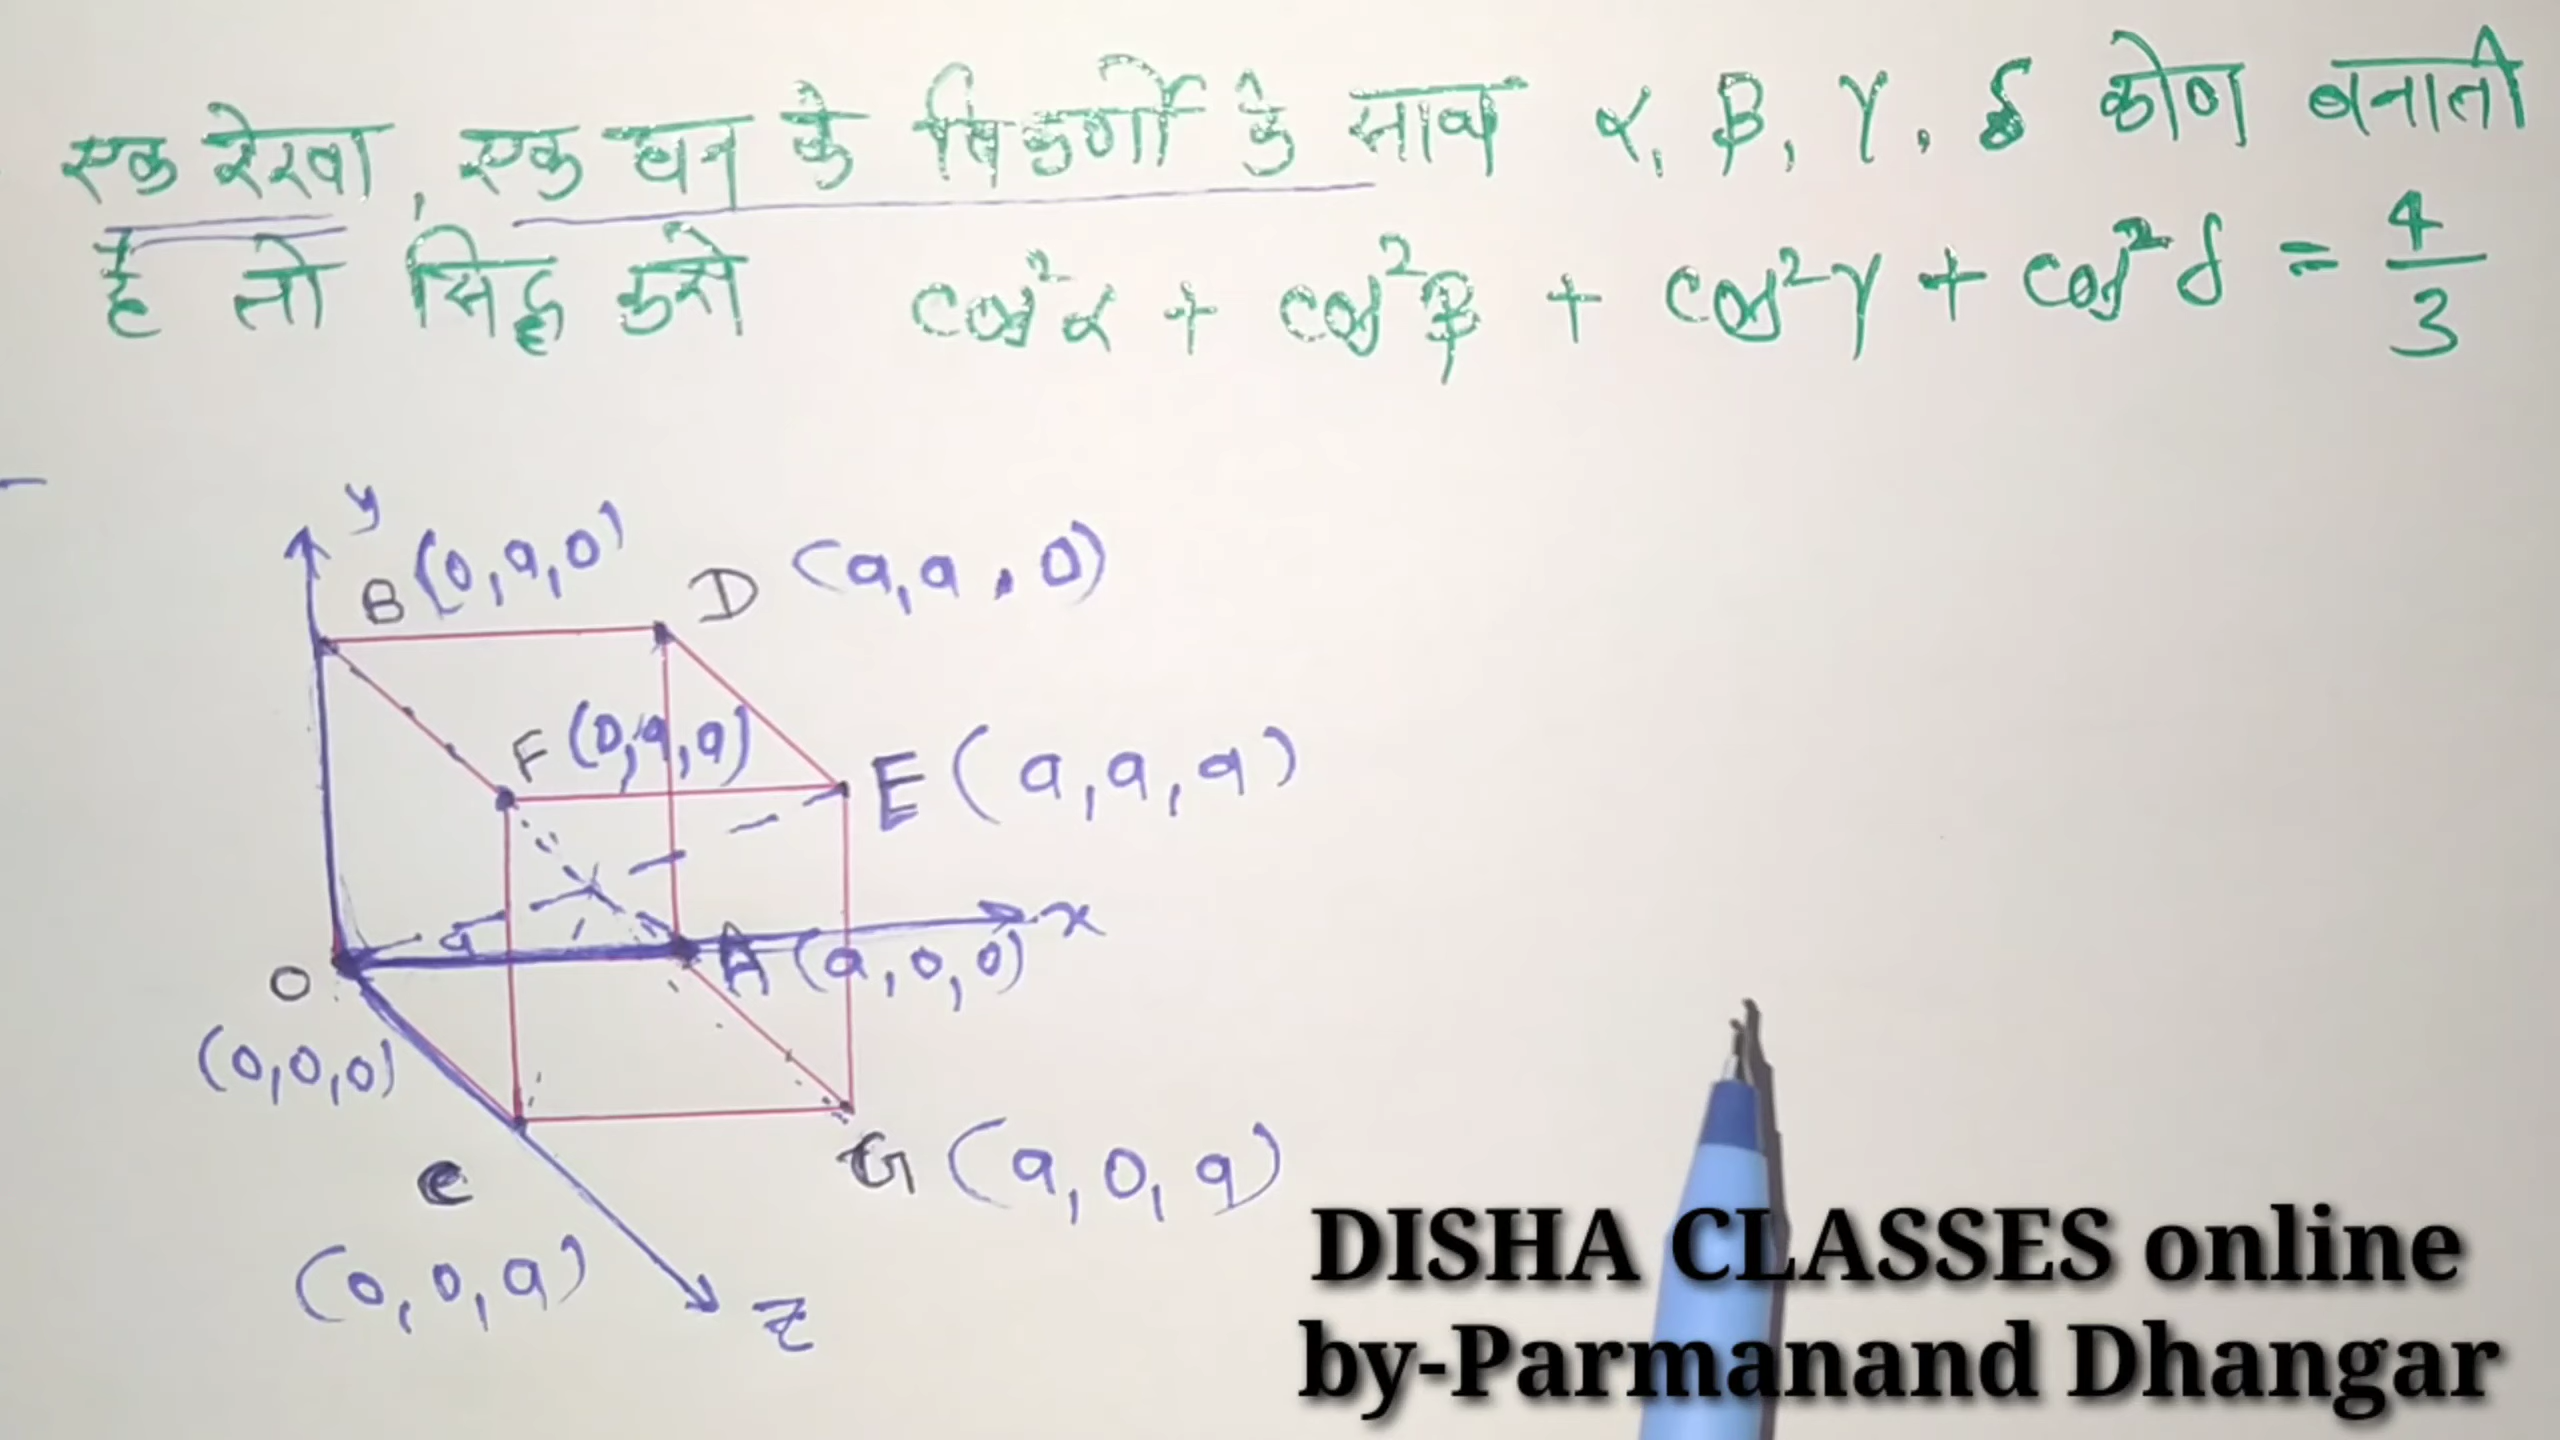 एक रेखा, एक घन के विकर्णो के साथ α, β, γ, δ कोण बनाती
है तो सिद्ध करो cos²α + cos²β + cos²γ + cos²δ = 4/3
y
B (0,a,0) D (a,a,0)
F (0,a,a) E (a,a,a)
x
a A (a,0,0)
O
(0,0,0)
C G (a,0,a)
(0,0,a)
z
DISHA CLASSES online
by-Parmanand Dhangar